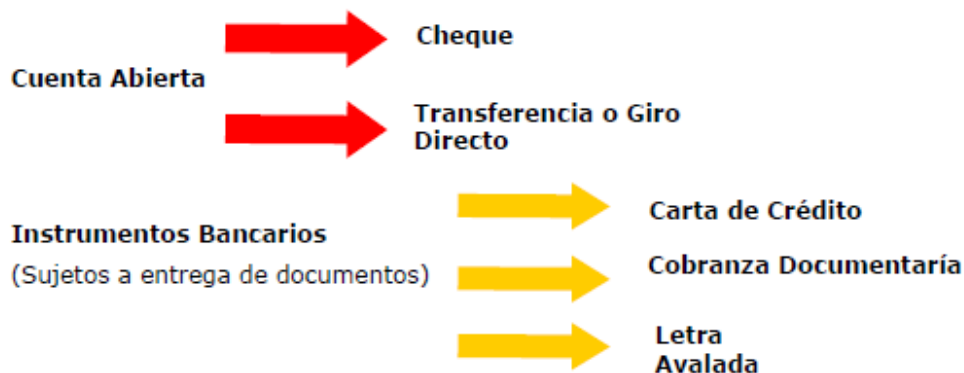 Cheque
Cuenta Abierta
Transferencia o Giro
Directo
Carta de Crédito
Instrumentos Bancarios
(Sujetos a entrega de documentos)
Cobranza Documentaría
Letra
Avalada